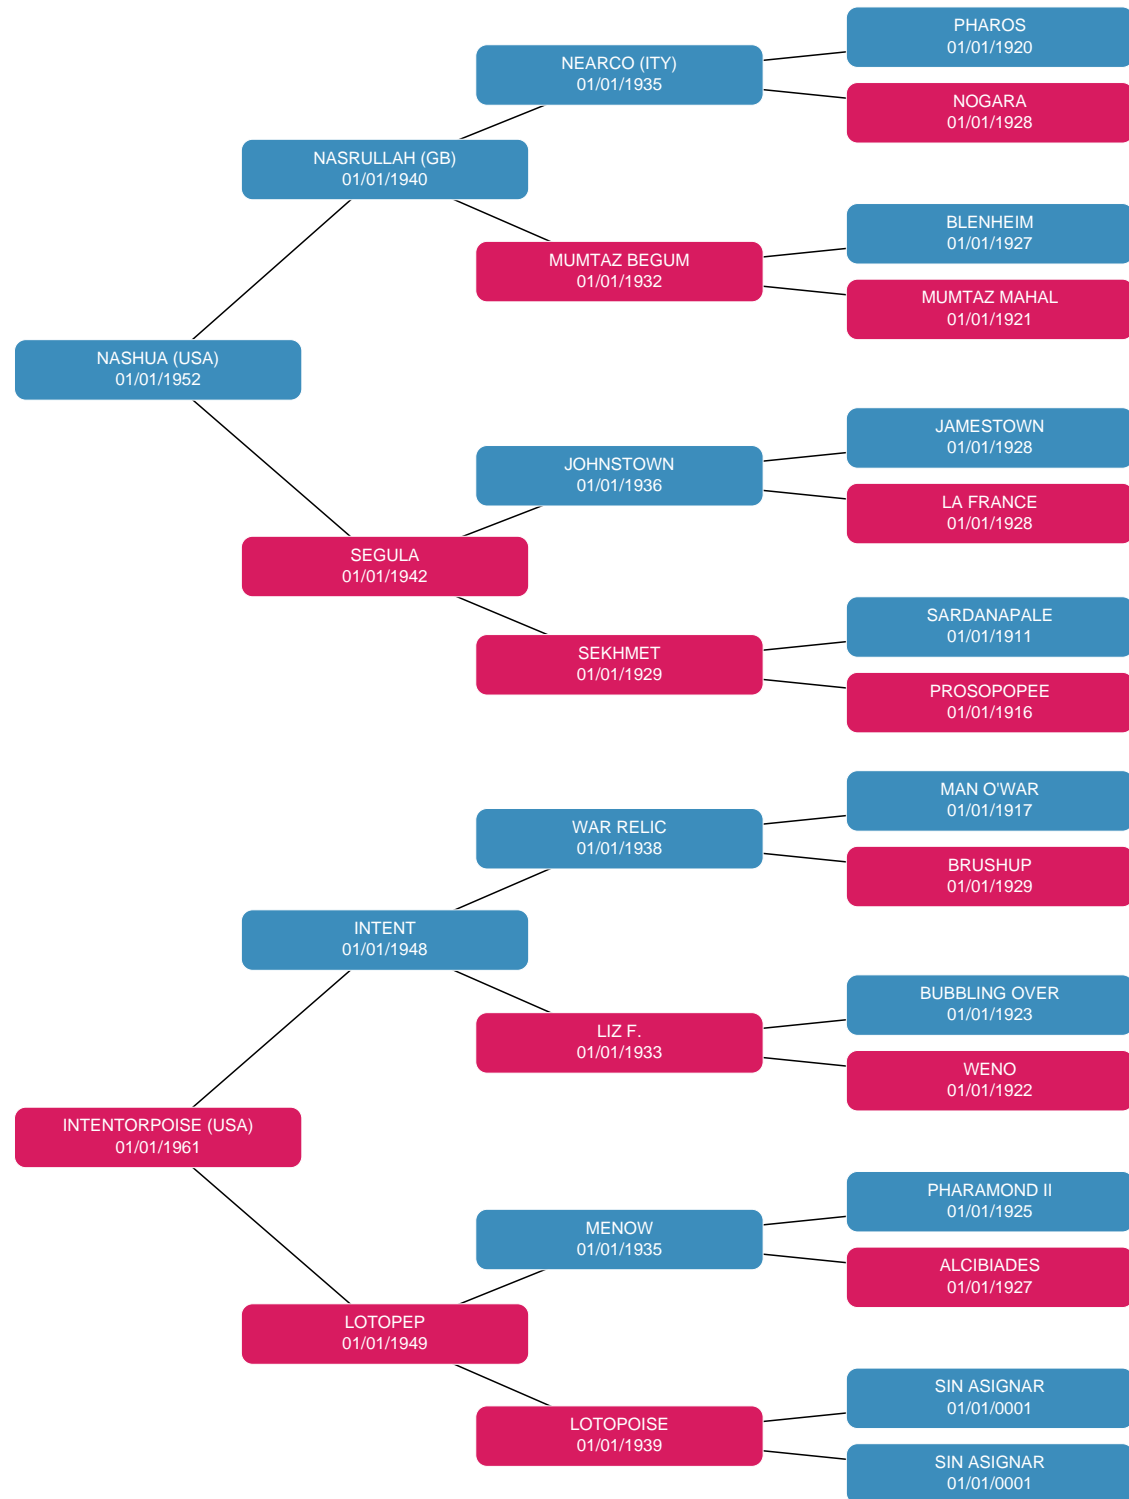 PHAROS
01/01/1920
NEARCO (ITY)
01/01/1935
NOGARA
01/01/1928
NASRULLAH (GB)
01/01/1940
BLENHEIM
01/01/1927
MUMTAZ BEGUM
01/01/1932
MUMTAZ MAHAL
01/01/1921
NASHUA (USA)
01/01/1952
JAMESTOWN
01/01/1928
JOHNSTOWN
01/01/1936
LA FRANCE
01/01/1928
SEGULA
01/01/1942
SARDANAPALE
01/01/1911
SEKHMET
01/01/1929
PROSOPOPEE
01/01/1916
MAN O'WAR
01/01/1917
WAR RELIC
01/01/1938
BRUSHUP
01/01/1929
INTENT
01/01/1948
BUBBLING OVER
01/01/1923
LIZ F.
01/01/1933
WENO
01/01/1922
INTENTORPOISE (USA)
01/01/1961
PHARAMOND II
01/01/1925
MENOW
01/01/1935
ALCIBIADES
01/01/1927
LOTOPEP
01/01/1949
SIN ASIGNAR
01/01/0001
LOTOPOISE
01/01/1939
SIN ASIGNAR
01/01/0001